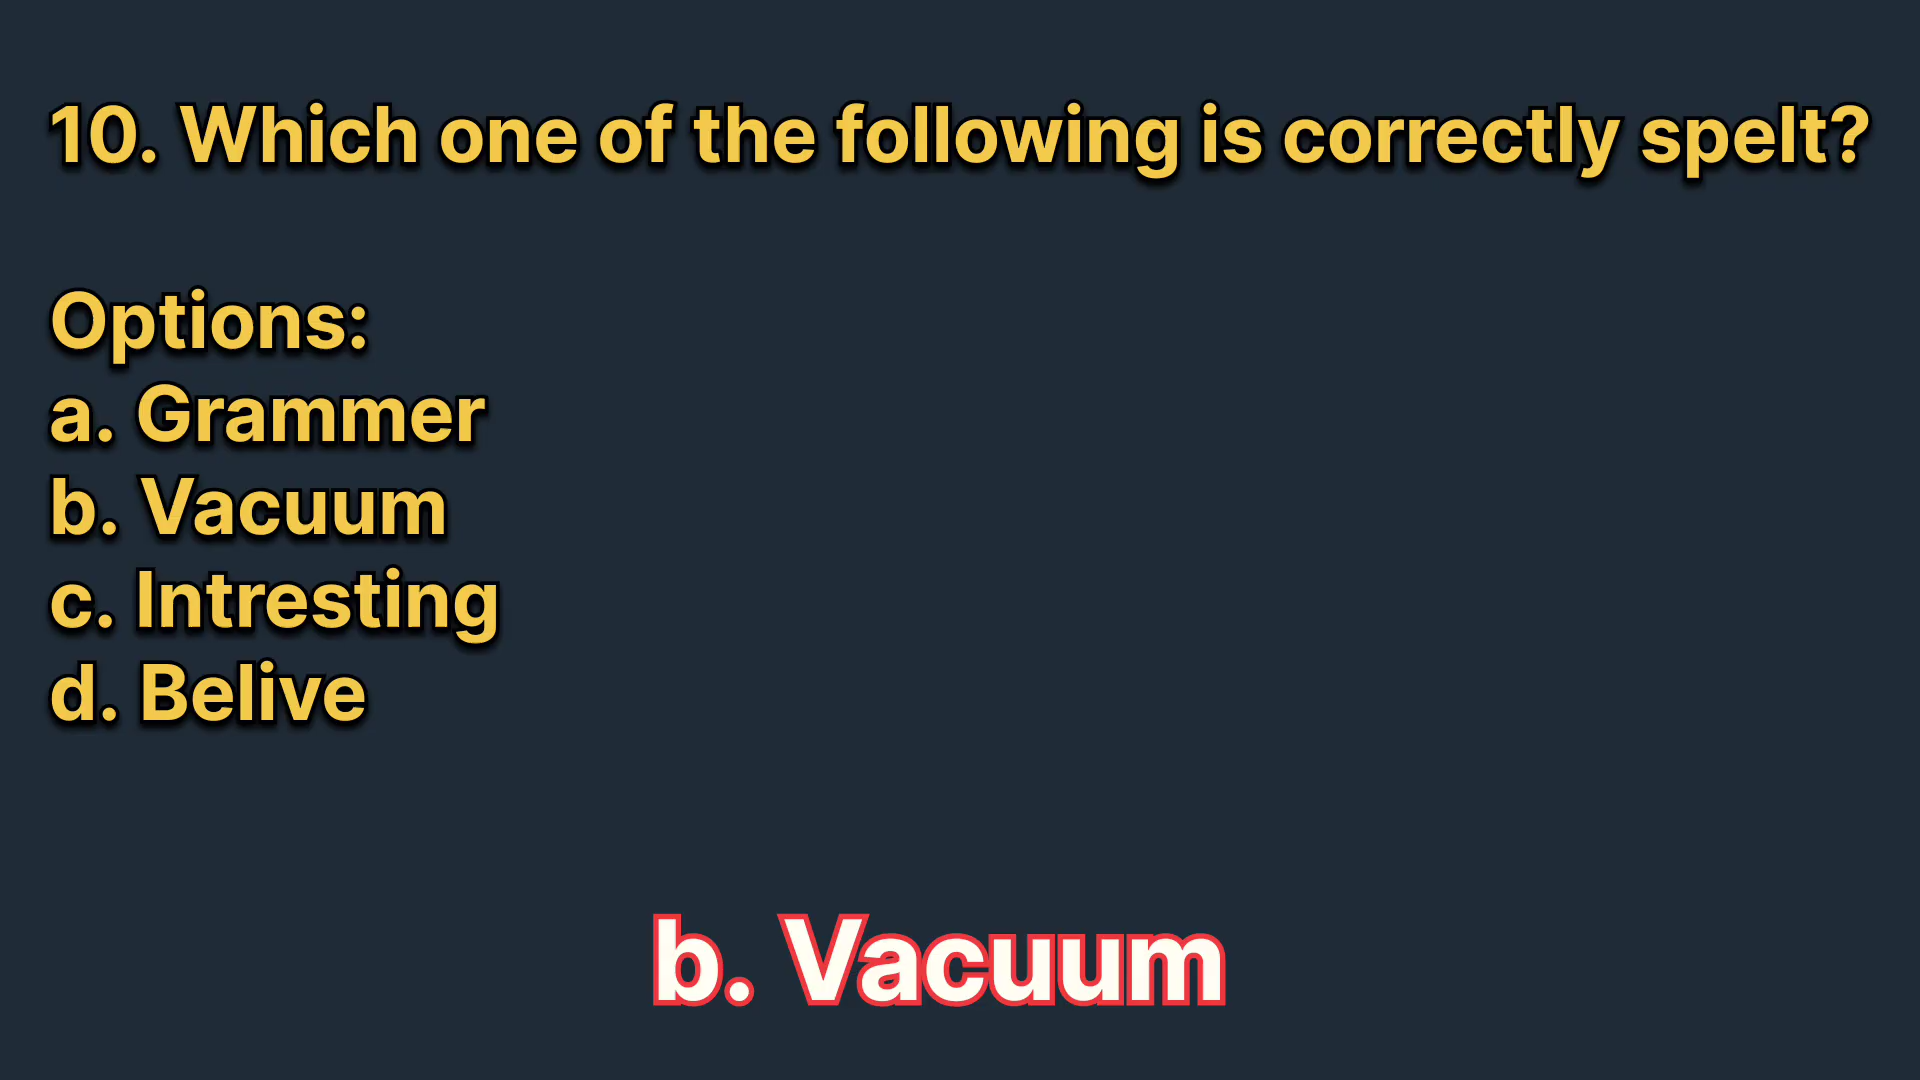 10. Which one of the following is correctly spelt?
Options:
a. Grammer
b. Vacuum
c. Intresting
d. Belive
b. Vacuum